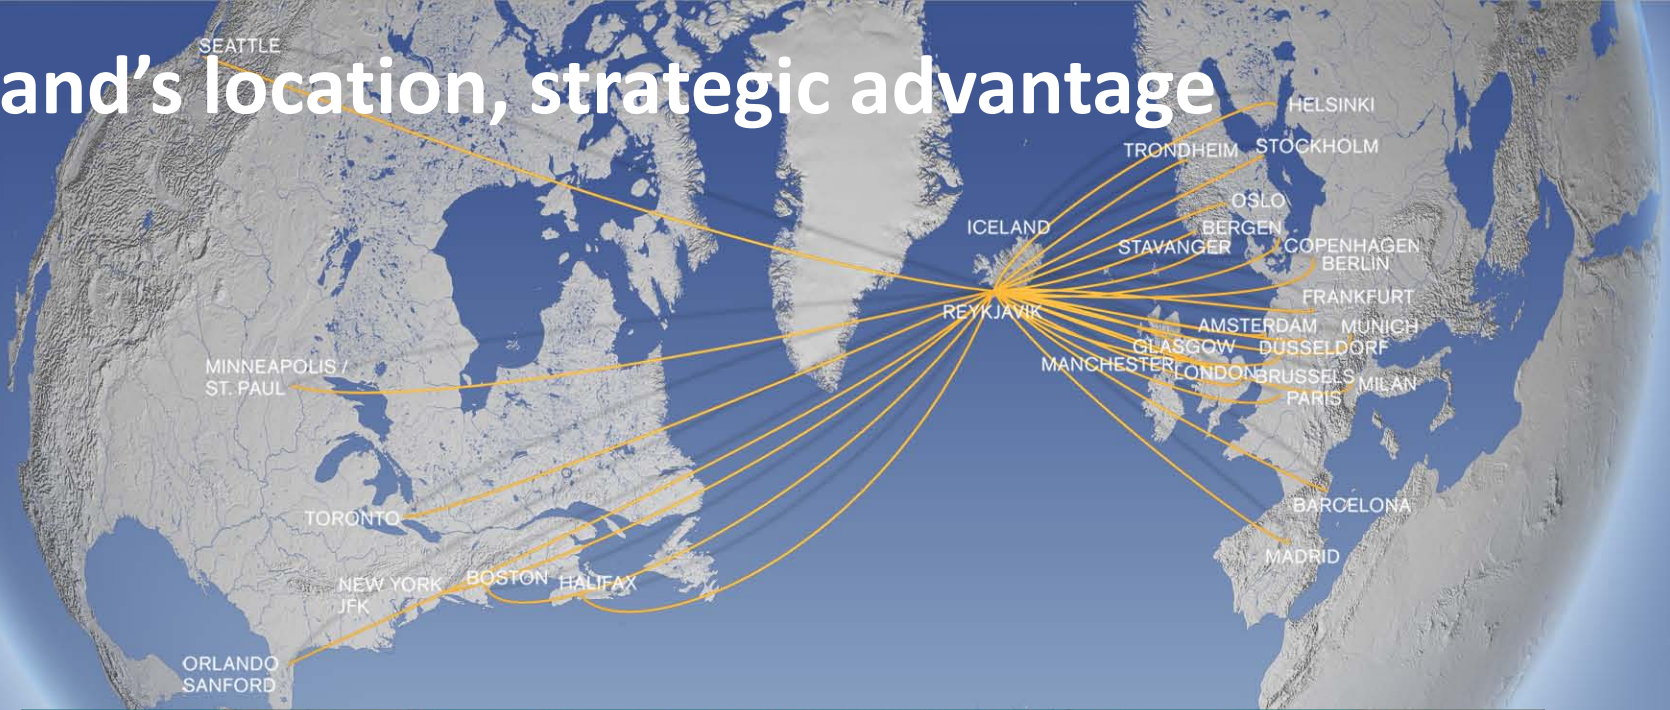 and's location, strategic advantage
SEATTLE
HELSINKI
TRONDHEIM
STOCKHOLM
OSLO
ICELAND
BERGEN
STAVANGER
COPENHAGEN
BERLIN
FRANKFURT
REYKJAVIK
AMSTERDAM
MUNICH
GLASGOW
DÜSSELDORF
MANCHESTER
LONDON
BRUSSELS
MILAN
PARIS
MINNEAPOLIS /
ST. PAUL
BARCELONA
TORONTO
MADRID
NEW YORK
JFK
BOSTON
HALIFAX
ORLANDO
SANFORD